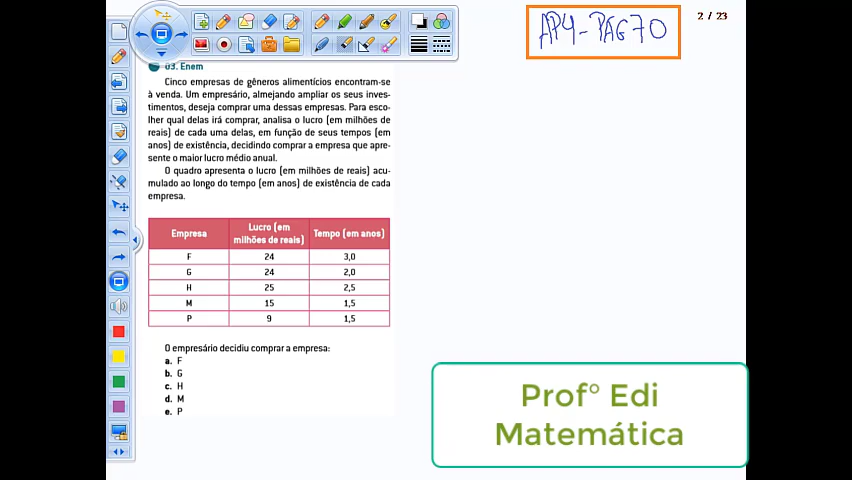 AP4 - PÁG 70
2 / 23
03. Enem
Cinco empresas de gêneros alimentícios encontram-se
à venda. Um empresário, almejando ampliar os seus inves-
timentos, deseja comprar uma dessas empresas. Para esco-
lher qual delas irá comprar, analisa o lucro (em milhões de
reais) de cada uma delas, em função de seus tempos (em
anos) de existência, decidindo comprar a empresa que apre-
sente o maior lucro médio anual.
O quadro apresenta o lucro (em milhões de reais) acu-
mulado ao longo do tempo (em anos) de existência de cada
empresa.
Empresa Lucro (em milhões de reais) Tempo (em anos)
F 24 3,0
G 24 2,0
H 25 2,5
M 15 1,5
P 9 1,5
O empresário decidiu comprar a empresa:
a. F
b. G
c. H
d. M
e. P
Prof° Edi
Matemática